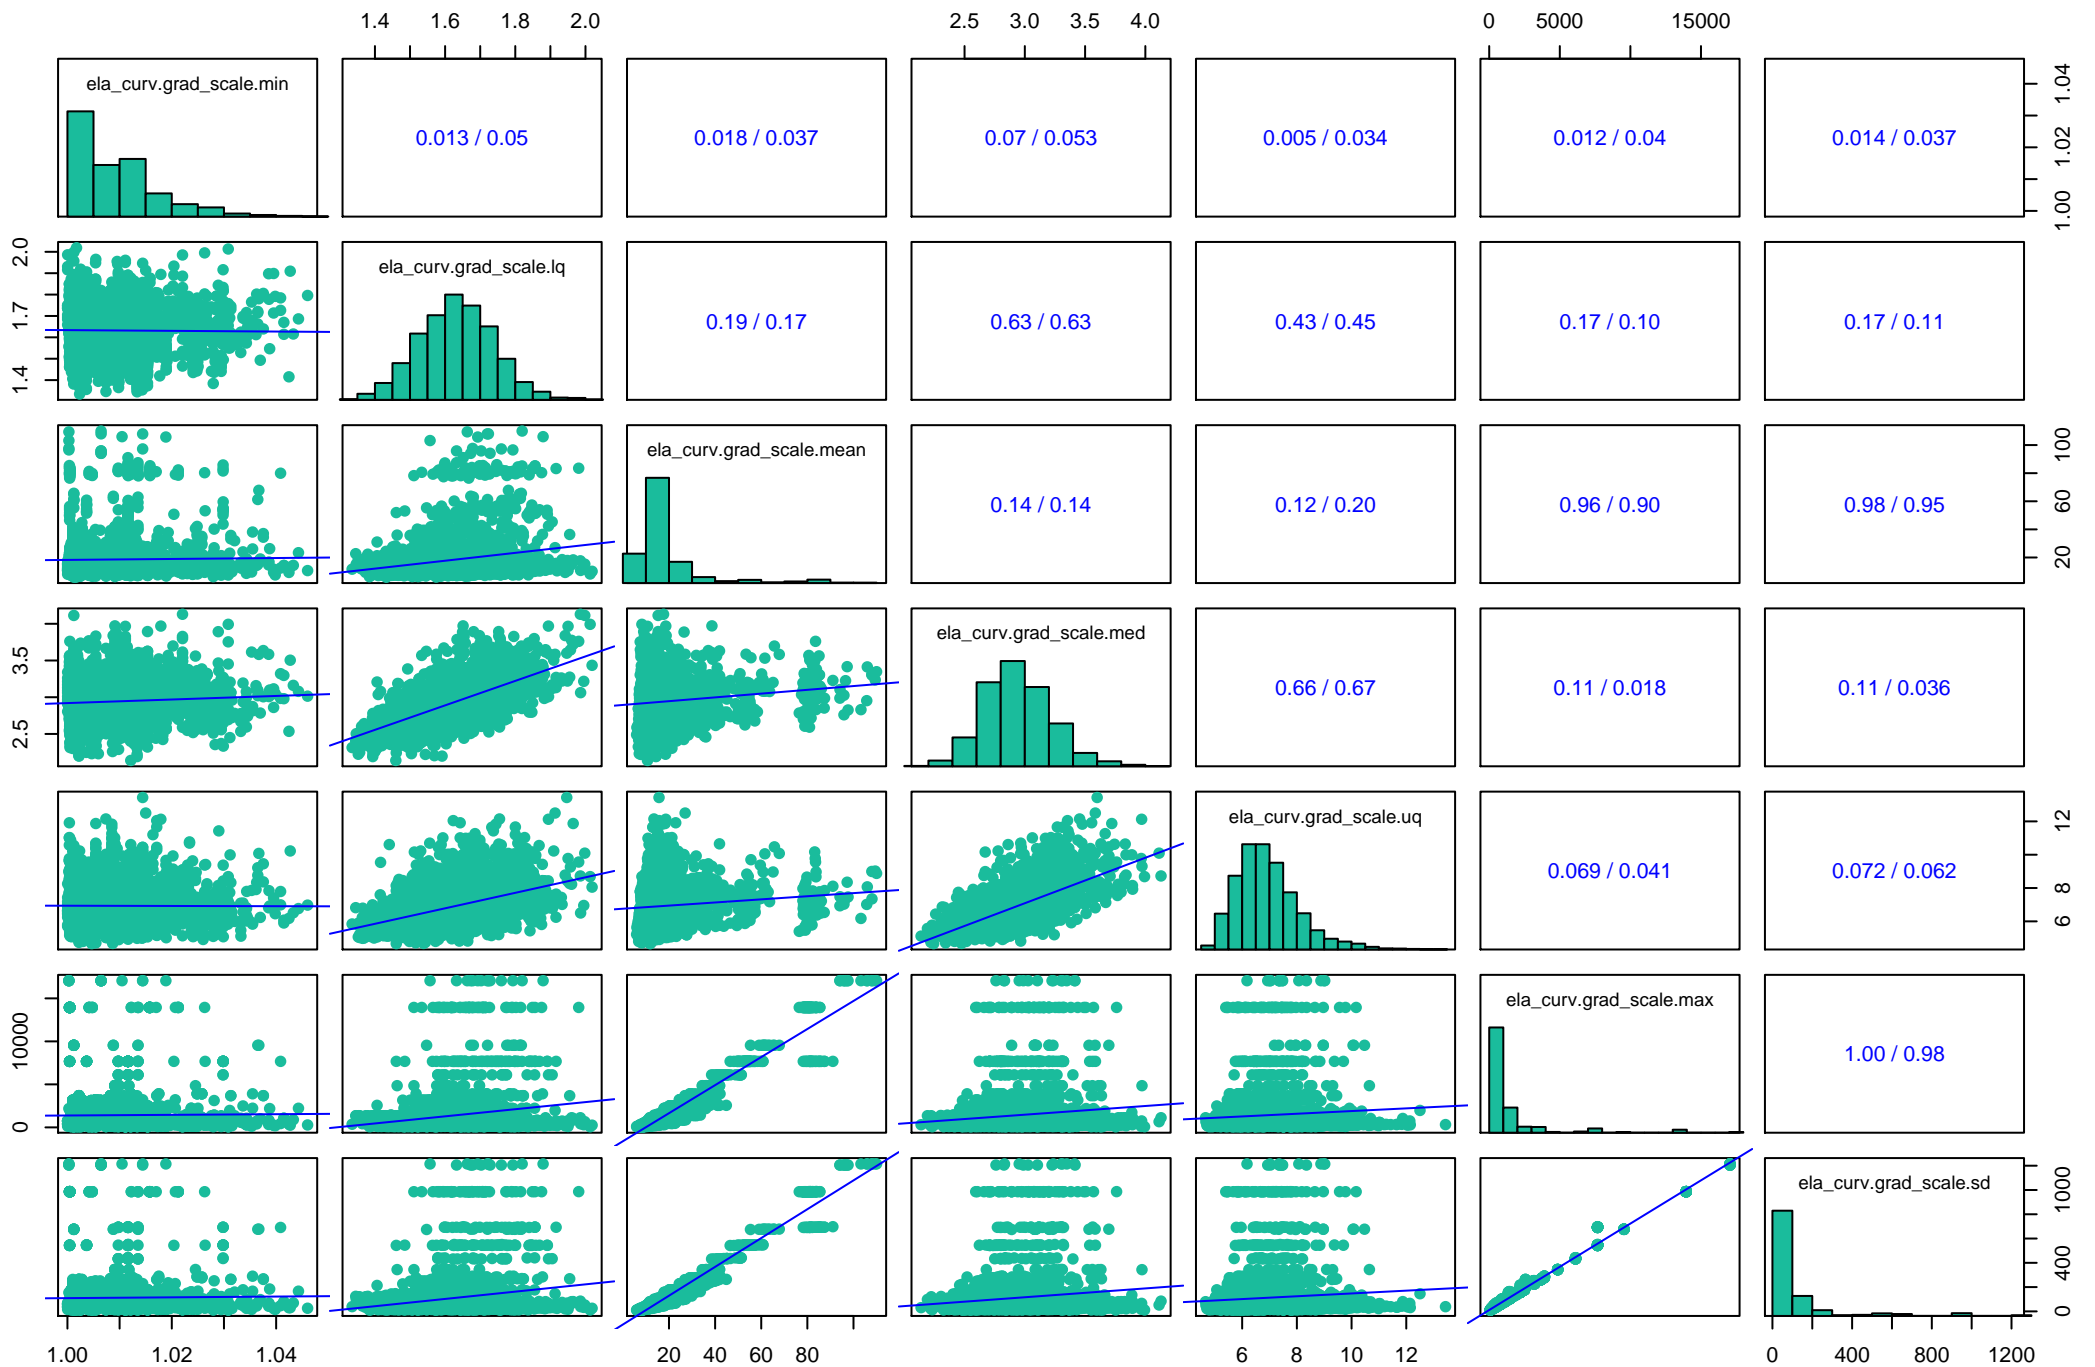 1.4 1.6 1.8 2.0 2.5 3.0 3.5 4.0 0 5000 15000
ela_curv.grad_scale.min
0.013 / 0.05
0.018 / 0.037
0.07 / 0.053
0.005 / 0.034
0.012 / 0.04
0.014 / 0.037
1.00 1.02 1.04
1.4 1.7 2.0
ela_curv.grad_scale.lq
0.19 / 0.17
0.63 / 0.63
0.43 / 0.45
0.17 / 0.10
0.17 / 0.11
ela_curv.grad_scale.mean
0.14 / 0.14
0.12 / 0.20
0.96 / 0.90
0.98 / 0.95
20 60 100
2.5 3.5
ela_curv.grad_scale.med
0.66 / 0.67
0.11 / 0.018
0.11 / 0.036
ela_curv.grad_scale.uq
0.069 / 0.041
0.072 / 0.062
6 8 12
0 10000
ela_curv.grad_scale.max
1.00 / 0.98
ela_curv.grad_scale.sd
0 400 1000
1.00 1.02 1.04 20 40 60 80 6 8 10 12 0 400 800 1200